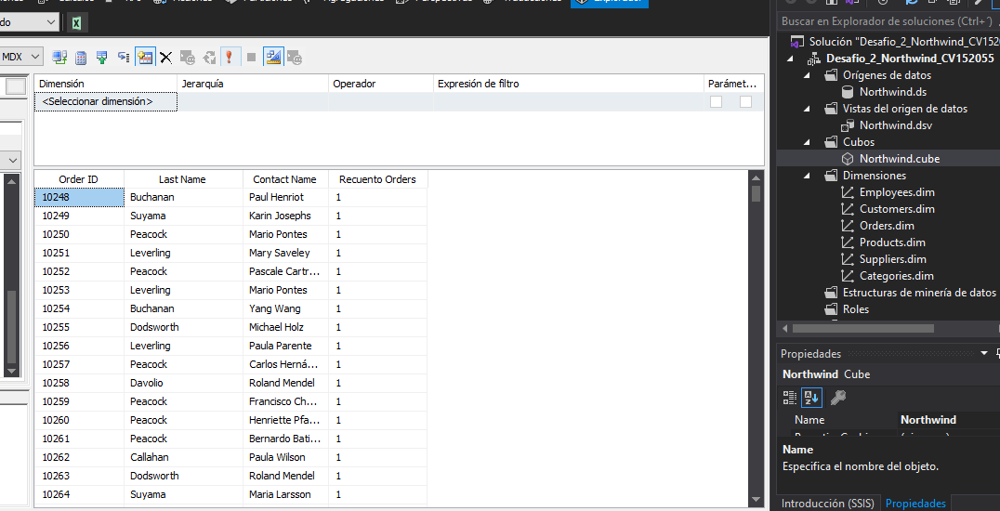 Explorador
do
MDX
Dimensión Jerarquía Operador Expresión de filtro Parámet...
<Seleccionar dimensión>
Order ID Last Name Contact Name Recuento Orders
10248 Buchanan Paul Henriot 1
10249 Suyama Karin Josephs 1
10250 Peacock Mario Pontes 1
10251 Leverling Mary Saveley 1
10252 Peacock Pascale Cartr... 1
10253 Leverling Mario Pontes 1
10254 Buchanan Yang Wang 1
10255 Dodsworth Michael Holz 1
10256 Leverling Paula Parente 1
10257 Peacock Carlos Herná... 1
10258 Davolio Roland Mendel 1
10259 Peacock Francisco Ch... 1
10260 Peacock Henriette Pfa... 1
10261 Peacock Bernardo Bati... 1
10262 Callahan Paula Wilson 1
10263 Dodsworth Roland Mendel 1
10264 Suyama Maria Larsson 1
Buscar en Explorador de soluciones (Ctrl+´)
Solución "Desafio_2_Northwind_CV152
Desafio_2_Northwind_CV152055
Orígenes de datos
Northwind.ds
Vistas del origen de datos
Northwind.dsv
Cubos
Northwind.cube
Dimensiones
Employees.dim
Customers.dim
Orders.dim
Products.dim
Suppliers.dim
Categories.dim
Estructuras de minería de datos
Roles
Propiedades
Northwind Cube
Name Northwind
Name
Especifica el nombre del objeto.
Introducción (SSIS) Propiedades